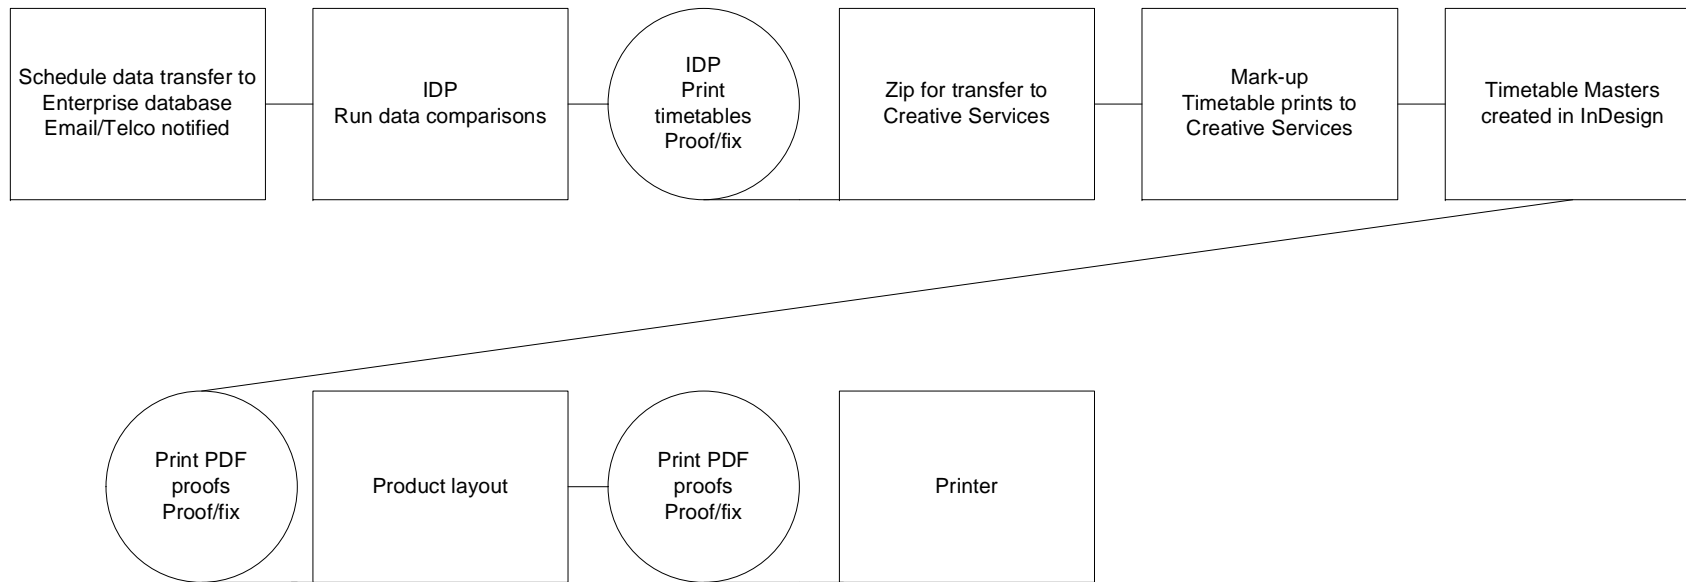 Schedule data transfer to
Enterprise database
Email/Telco notified
IDP
Run data comparisons
IDP
Print
timetables
Proof/fix
Zip for transfer to
Creative Services
Mark-up
Timetable prints to
Creative Services
Timetable Masters
created in InDesign
Print PDF
proofs
Proof/fix
Product layout
Print PDF
proofs
Proof/fix
Printer